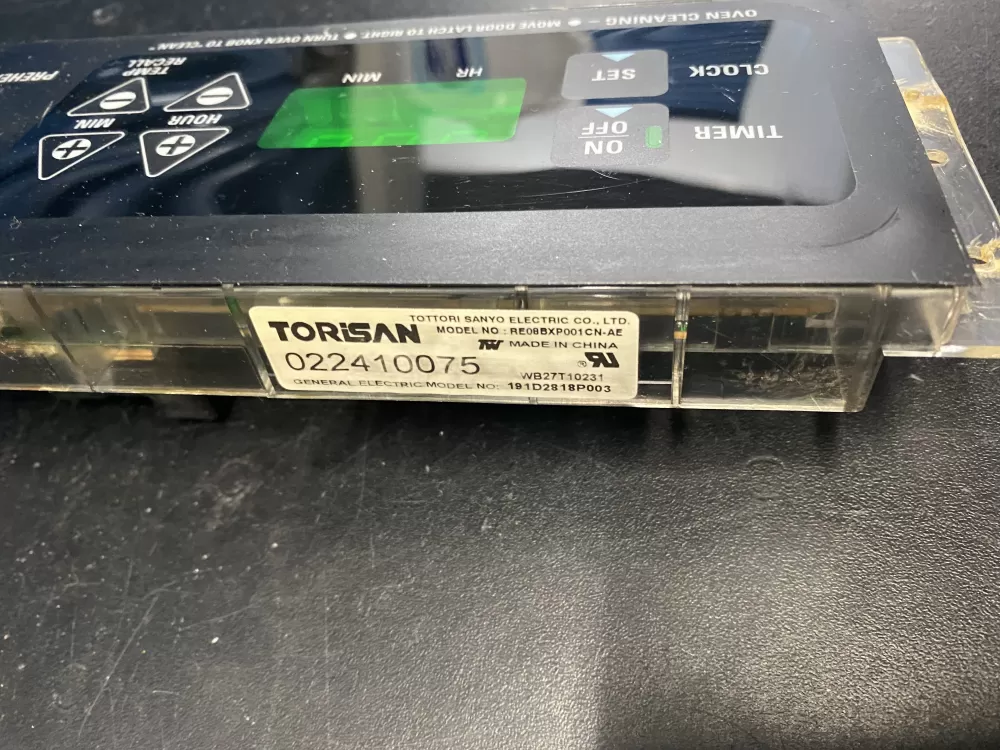 OVEN CLEANING – MOVE DOOR LATCH TO RIGHT ● TURN OVEN KNOB TO "CLEAN"
CLOCK
SET
HR
MIN
TEMP
RECALL
TIMER
ON
OFF
HOUR
MIN.
TORiSAN
TOTTORI SANYO ELECTRIC CO., LTD.
MODEL NO : RE08BXP001CN-AE
MADE IN CHINA
022410075
WB27T10231
GENERAL ELECTRIC MODEL NO: 191D2818P003